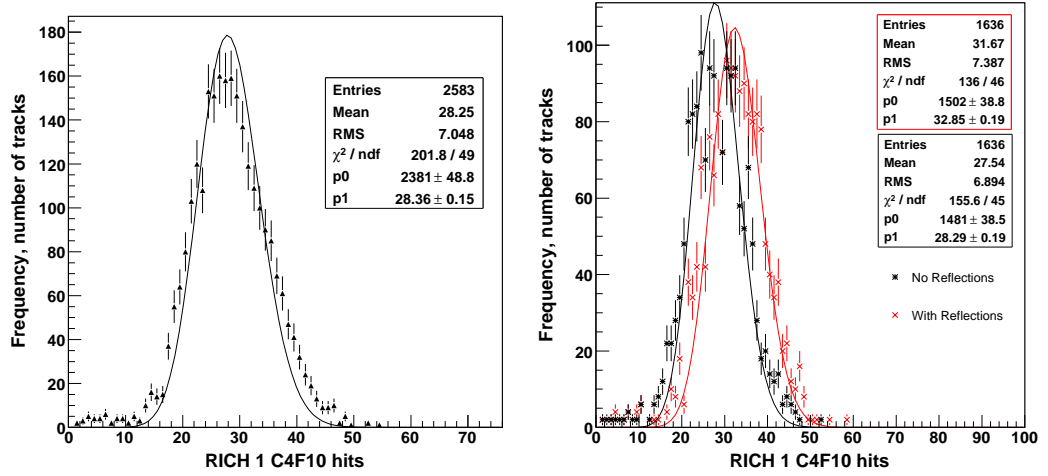 Frequency, number of tracks
180
160
140
120
100
80
60
40
20
0
0 10 20 30 40 50 60 70
RICH 1 C4F10 hits
Entries 2583
Mean 28.25
RMS 7.048
χ² / ndf 201.8 / 49
p0 2381 ± 48.8
p1 28.36 ± 0.15
Frequency, number of tracks
100
80
60
40
20
0
0 10 20 30 40 50 60 70 80 90 100
RICH 1 C4F10 hits
Entries 1636
Mean 31.67
RMS 7.387
χ² / ndf 136 / 46
p0 1502 ± 38.8
p1 32.85 ± 0.19
Entries 1636
Mean 27.54
RMS 6.894
χ² / ndf 155.6 / 45
p0 1481 ± 38.5
p1 28.29 ± 0.19
No Reflections
With Reflections